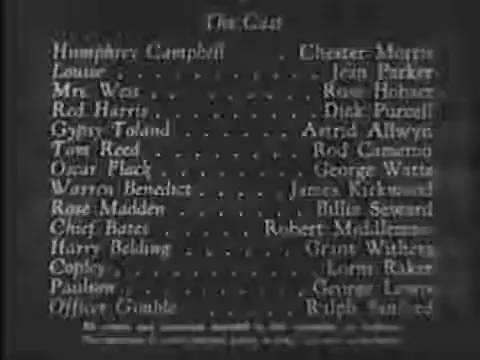 The Cast
Humphrey Campbell . Chester Morris
Louise . . . . . . . . . . Jean Parker
Mrs. West . . . . . . . . Rose Hobart
Red Harris . . . . . . . . Dick Purcell
Gypsy Toland . . . . . . Astrid Allwyn
Tom Reed . . . . . . . . Rod Cameron
Oscar Flack . . . . . . . George Watts
Warren Benedict . . . . . James Kirkwood
Rose Madden . . . . . . . Billie Seward
Chief Bates . . . . . . Robert Middlemass
Harry Belding . . . . . . Grant Withers
Copley . . . . . . . . . . Lorin Raker
Paulson . . . . . . . . . George Lewis
Officer Gimble . . . . . . Ralph Sanford